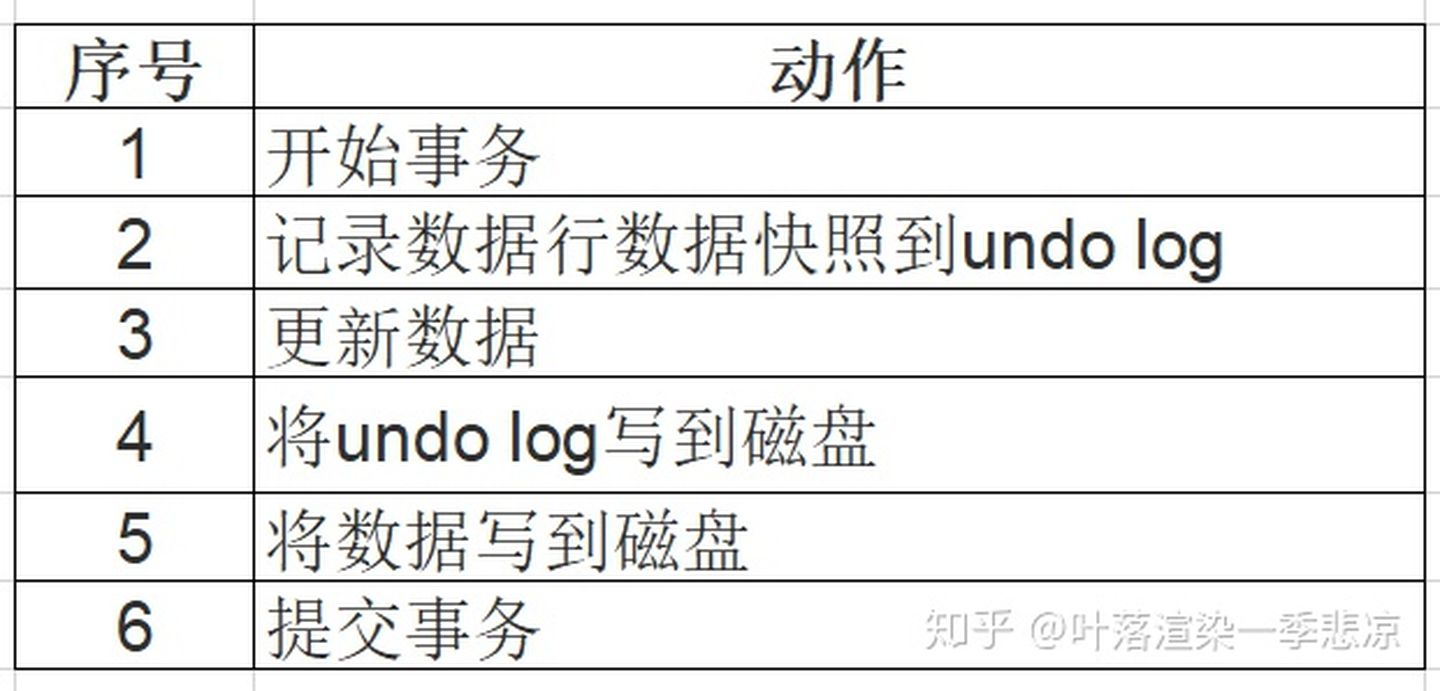 序号 动作
1 开始事务
2 记录数据行数据快照到undo log
3 更新数据
4 将undo log写到磁盘
5 将数据写到磁盘
6 提交事务
知乎 @叶落渲染一季悲凉